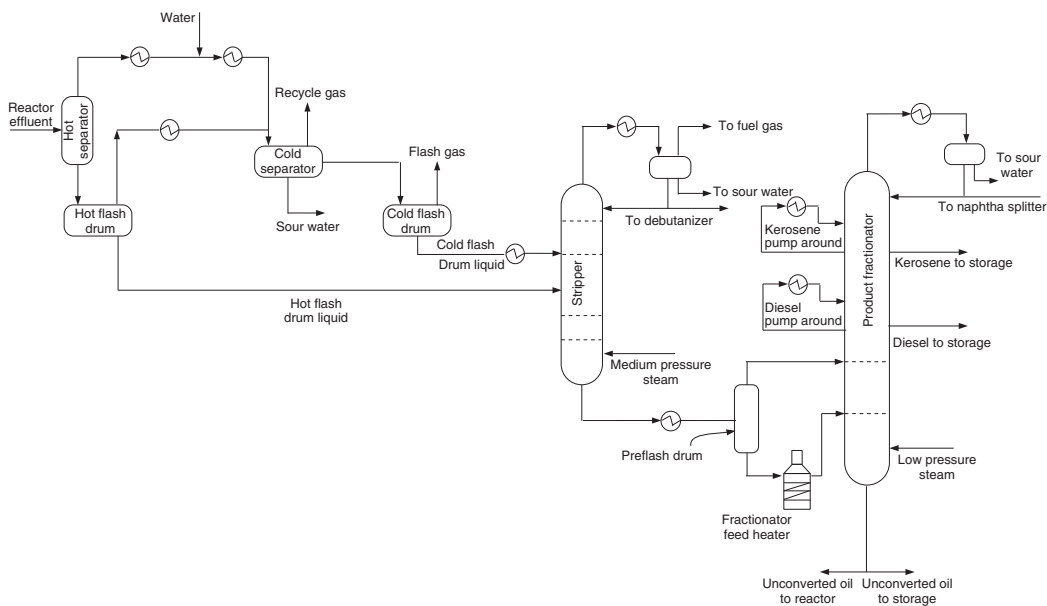 Water
Reactor
effluent
Hot
separator
Recycle gas
Cold
separator
Flash gas
Hot flash
drum
Sour water
Cold flash
drum
Cold flash
Drum liquid
Hot flash
drum liquid
Stripper
To fuel gas
To sour water
To debutanizer
Medium pressure
steam
Preflash drum
Fractionator
feed heater
Kerosene
pump around
Diesel
pump around
Product fractionator
To sour
water
To naphtha splitter
Kerosene to storage
Diesel to storage
Low pressure
steam
Unconverted oil
to reactor
Unconverted oil
to storage